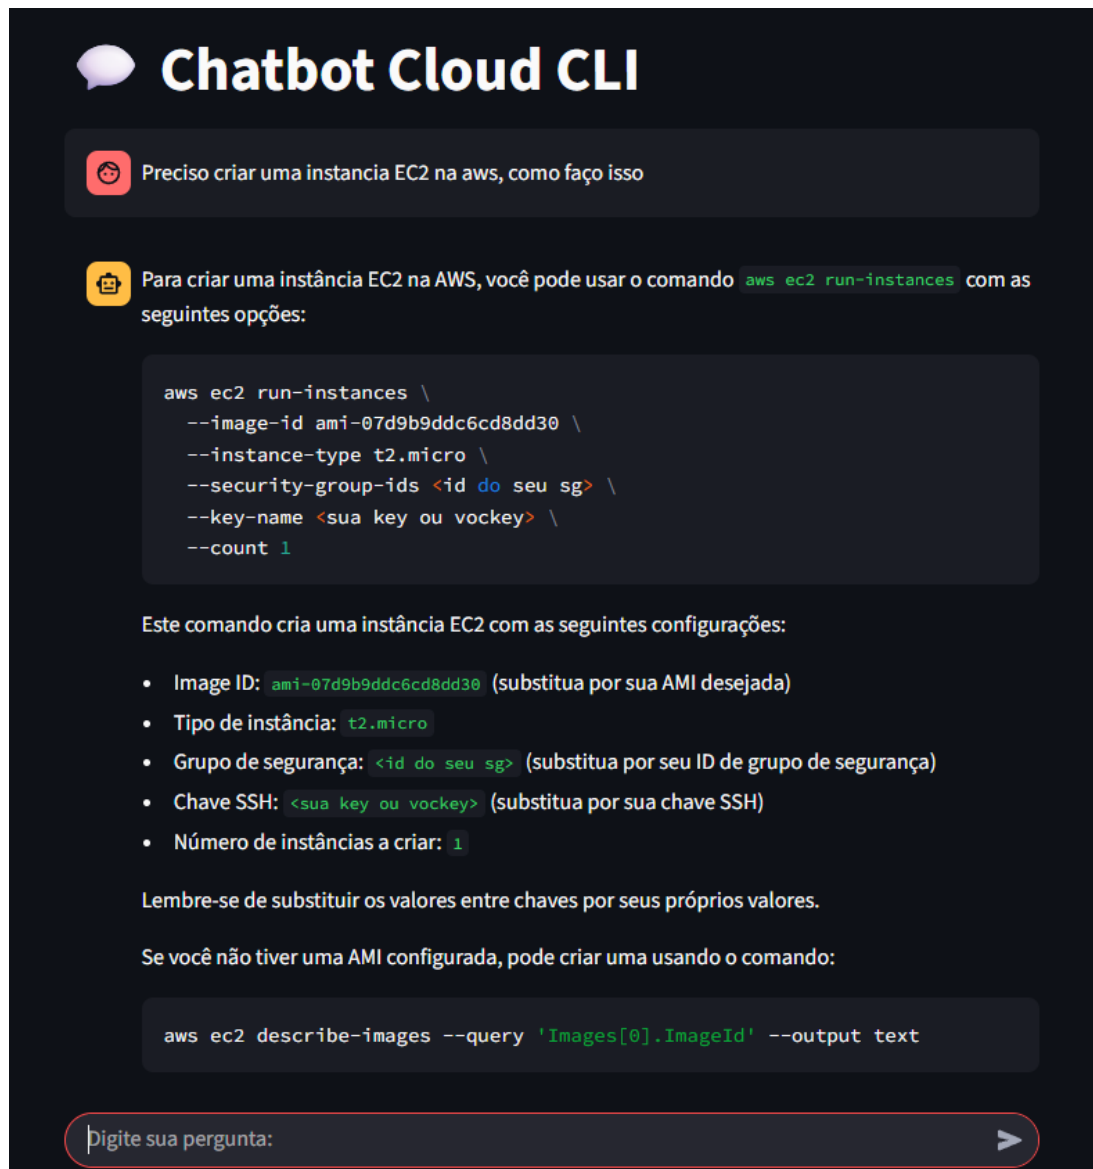 Chatbot Cloud CLI
Preciso criar uma instancia EC2 na aws, como faço isso
Para criar uma instância EC2 na AWS, você pode usar o comando aws ec2 run-instances com as
seguintes opções:
aws ec2 run-instances \
--image-id ami-07d9b9ddc6cd8dd30 \
--instance-type t2.micro \
--security-group-ids <id do seu sg> \
--key-name <sua key ou vockey> \
--count 1
Este comando cria uma instância EC2 com as seguintes configurações:
• Image ID: ami-07d9b9ddc6cd8dd30 (substitua por sua AMI desejada)
• Tipo de instância: t2.micro
• Grupo de segurança: <id do seu sg> (substitua por seu ID de grupo de segurança)
• Chave SSH: <sua key ou vockey> (substitua por sua chave SSH)
• Número de instâncias a criar: 1
Lembre-se de substituir os valores entre chaves por seus próprios valores.
Se você não tiver uma AMI configurada, pode criar uma usando o comando:
aws ec2 describe-images --query 'Images[0].ImageId' --output text
Digite sua pergunta: